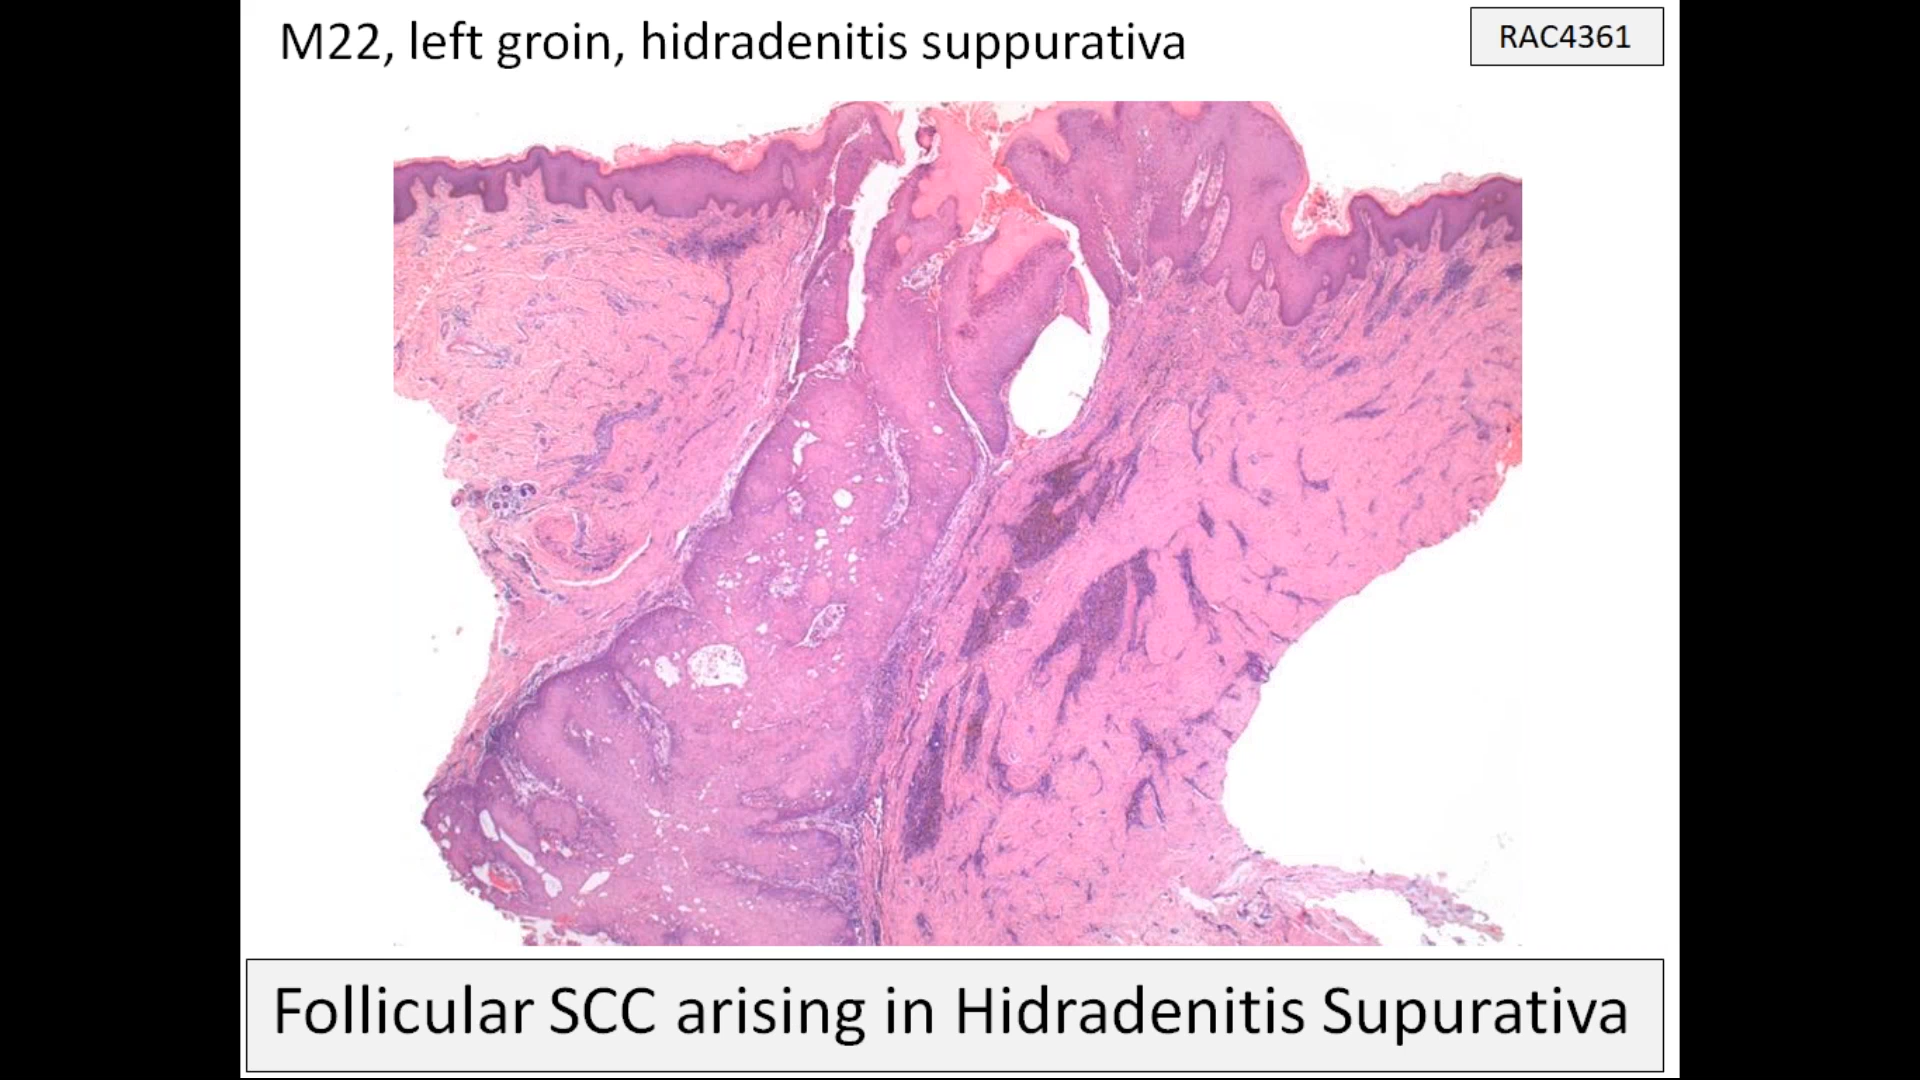 M22, left groin, hidradenitis suppurativa
RAC4361
Follicular SCC arising in Hidradenitis Supurativa